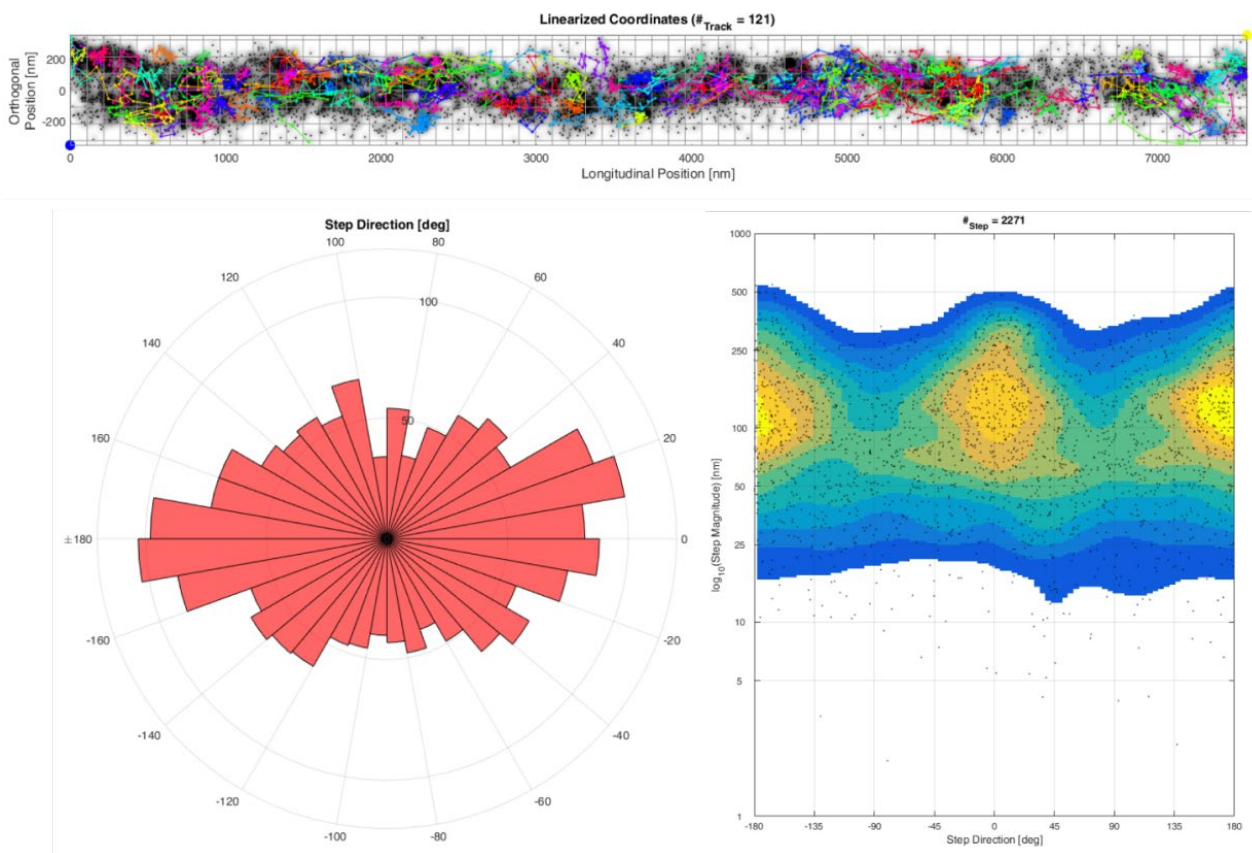 Linearized Coordinates (#Track = 121)
Orthogonal
Position [nm]
200
0
-200
0 1000 2000 3000 4000 5000 6000 7000
Longitudinal Position [nm]
Step Direction [deg]
100 80
120 60
140 40
160 20
±180 0
-160 -20
-140 -40
-120 -60
-100 -80
100
50
#Step = 2271
log10(Step Magnitude) [nm]
1000
500
250
100
50
25
10
5
1
-180 -135 -90 -45 0 45 90 135 180
Step Direction [deg]